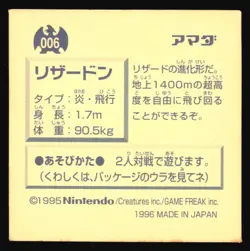 006
アマダ
リザードン
タイプ：炎・飛行
身　長：1.7m
体　重：90.5kg
リザードの進化形だ。
地上1400mの超高
度を自由に飛び回る
ことができるぞ。
●あそびかた● 2人対戦で遊びます。
(くわしくは、パッケージのウラを見てネ)
©1995 Nintendo/Creatures inc./GAME FREAK inc.
1996 MADE IN JAPAN